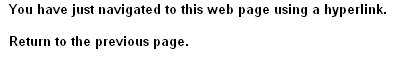 You have just navigated to this web page using a hyperlink.
Return to the previous page.